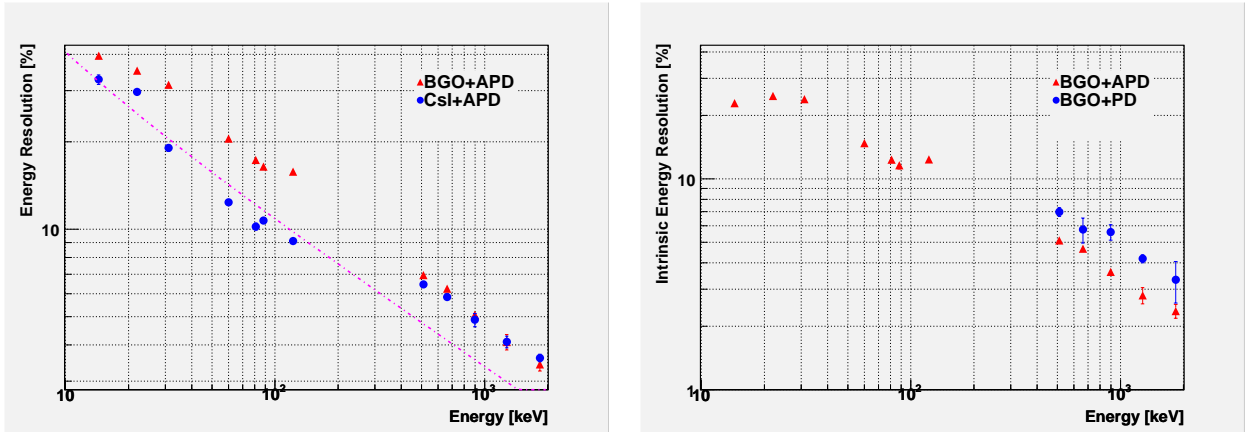 Energy Resolution [%]
BGO+APD
CsI+APD
10
10
10²
10³
Energy [keV]
Intrinsic Energy Resolution [%]
BGO+APD
BGO+PD
10
1
10
10²
10³
Energy [keV]